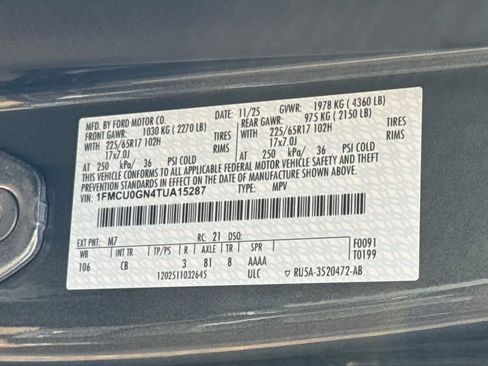 MFD. BY FORD MOTOR CO. 11/25 GVWR: 1978 KG ( 4360 LB)
FRONT GAWR: 1030 KG ( 2270 LB) REAR GAWR: 975 KG ( 2150 LB)
WITH 225/65R17 102H TIRES WITH 225/65R17 102H TIRES
17x7.0J RIMS 17x7.0J RIMS
AT 250 kPa/ 36 PSI COLD AT 250 kPa/ 36 PSI COLD
THIS VEHICLE CONFORMS TO ALL APPLICABLE FEDERAL MOTOR VEHICLE SAFETY AND
THEFT PREVENTION STANDARDS IN EFFECT ON THE DATE OF MANUFACTURE SHOWN ABOVE.
VIN: 1FMCU0GN4TUA15287 TYPE: MPV
EXT PNT: M7 RC: 21 DSO: F0091
WB INT TR TP/PS R AXLE TR SPR T0199
106 CB 3 81 8 AA
1202511032645 ULC RU5A-3520472-AB